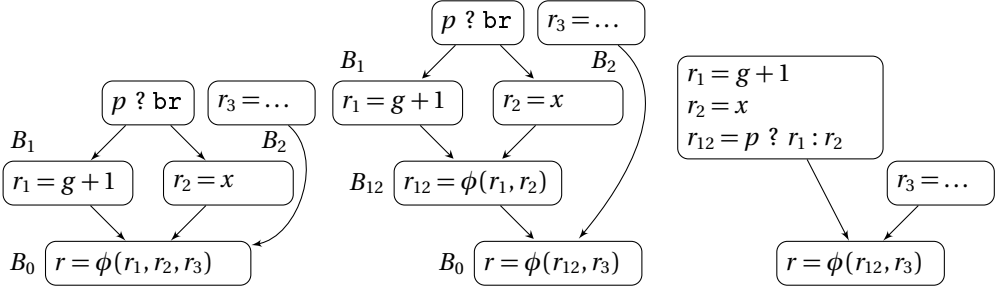 p ? br
r₃ = …
B₁
B₂
r₁ = g + 1
r₂ = x
B₀
r = ϕ(r₁, r₂, r₃)
p ? br
r₃ = …
B₁
B₂
r₁ = g + 1
r₂ = x
B₁₂
r₁₂ = ϕ(r₁, r₂)
B₀
r = ϕ(r₁₂, r₃)
r₁ = g + 1
r₂ = x
r₁₂ = p ? r₁ : r₂
r₃ = …
r = ϕ(r₁₂, r₃)